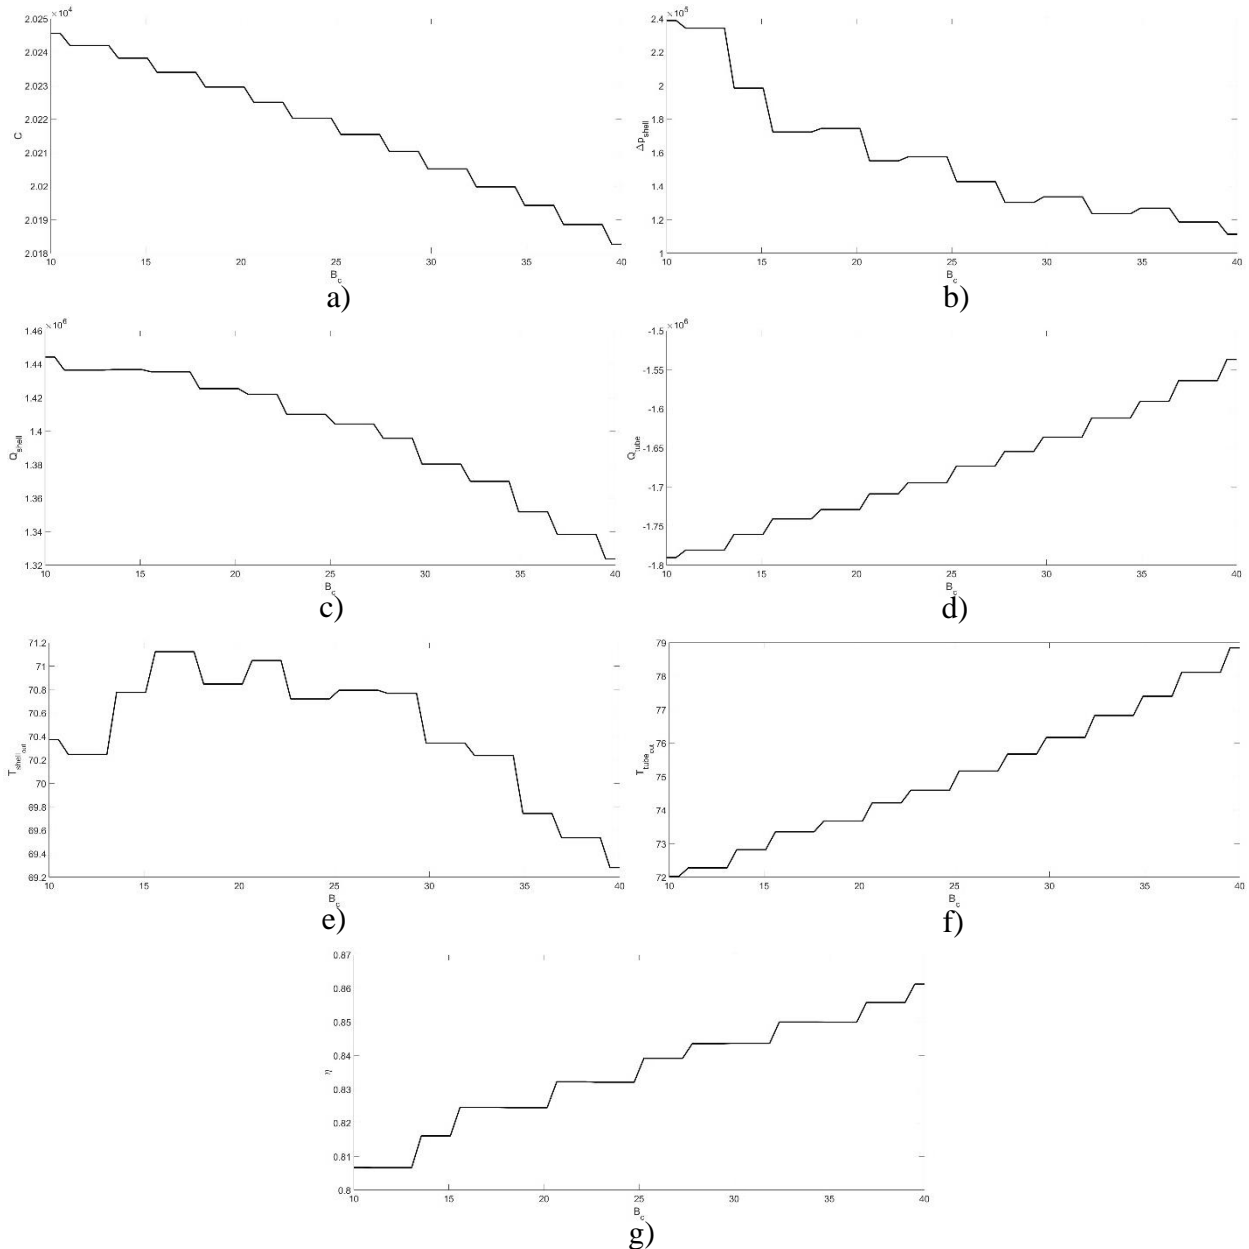 ×10⁴
2.025
2.024
2.023
2.022
2.021
2.02
2.019
2.018
C
10 15 20 25 30 35 40
B_c
a)
×10⁵
2.4
2.2
2
1.8
1.6
1.4
1.2
1
Δp_shell
10 15 20 25 30 35 40
B_c
b)
×10⁶
1.46
1.44
1.42
1.4
1.38
1.36
1.34
1.32
Q_shell
10 15 20 25 30 35 40
B_c
c)
×10⁶
-1.5
-1.55
-1.6
-1.65
-1.7
-1.75
-1.8
Q_tube
10 15 20 25 30 35 40
B_c
d)
71.2
71
70.8
70.6
70.4
70.2
70
69.8
69.6
69.4
69.2
T_shell_out
10 15 20 25 30 35 40
B_c
e)
79
78
77
76
75
74
73
72
T_tube_out
10 15 20 25 30 35 40
B_c
f)
0.87
0.86
0.85
0.84
0.83
0.82
0.81
0.8
η
10 15 20 25 30 35 40
B_c
g)